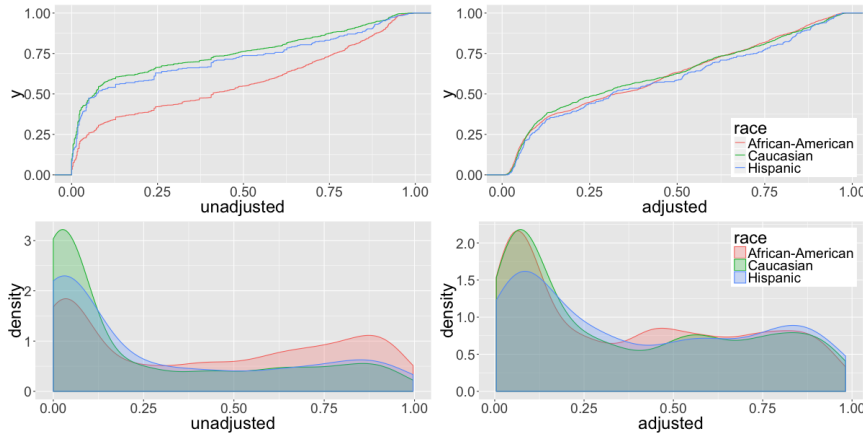 1.00
0.75
0.50
0.25
0.00
y
0.00 0.25 0.50 0.75 1.00
unadjusted
1.00
0.75
0.50
0.25
0.00
y
0.00 0.25 0.50 0.75 1.00
adjusted
race
African-American
Caucasian
Hispanic
3
2
1
0
density
0.00 0.25 0.50 0.75 1.00
unadjusted
2.0
1.5
1.0
0.5
0.0
density
0.00 0.25 0.50 0.75 1.00
adjusted
race
African-American
Caucasian
Hispanic